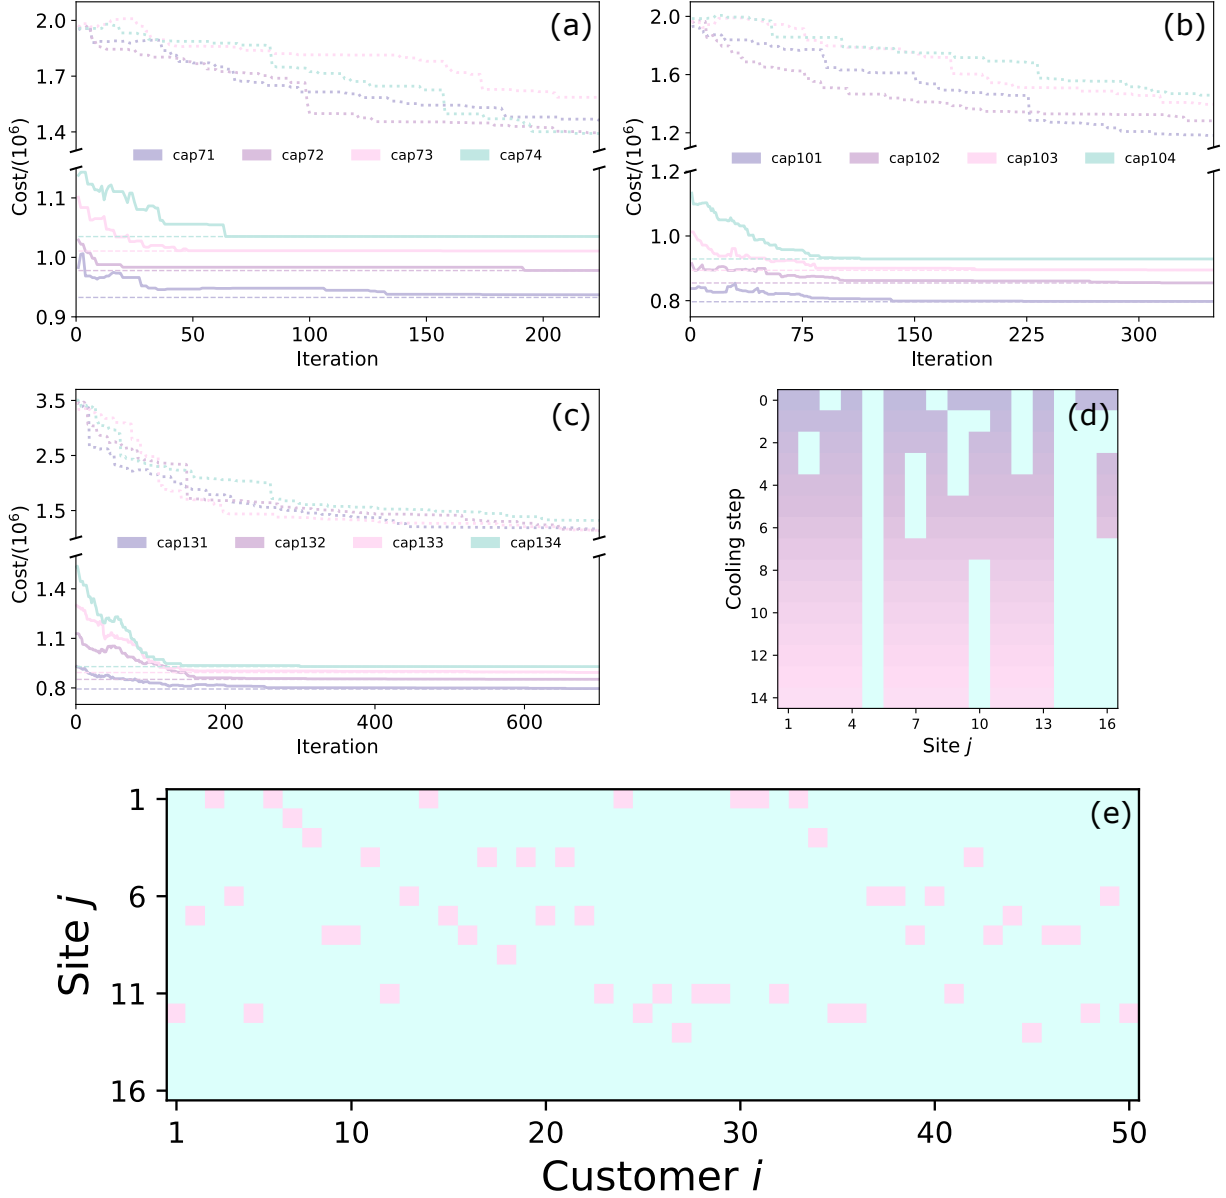 (a)
Cost/(10⁶)
2.0
1.7
1.4
1.1
1.0
0.9
cap71 cap72 cap73 cap74
0 50 100 150 200
Iteration
(b)
Cost/(10⁶)
2.0
1.6
1.2
1.2
1.0
0.8
cap101 cap102 cap103 cap104
0 75 150 225 300
Iteration
(c)
Cost/(10⁶)
3.5
2.5
1.5
1.4
1.1
0.8
cap131 cap132 cap133 cap134
0 200 400 600
Iteration
(d)
Cooling step
0
2
4
6
8
10
12
14
1 4 7 10 13 16
Site j
(e)
Site j
1
6
11
16
1 10 20 30 40 50
Customer i